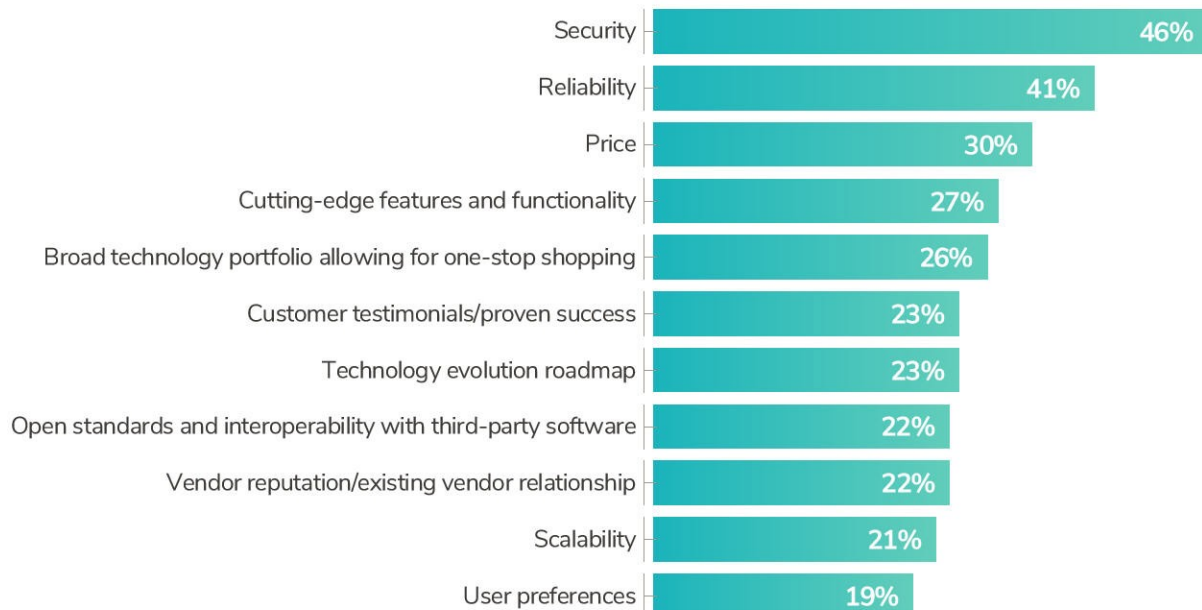 Security 46%
Reliability 41%
Price 30%
Cutting-edge features and functionality 27%
Broad technology portfolio allowing for one-stop shopping 26%
Customer testimonials/proven success 23%
Technology evolution roadmap 23%
Open standards and interoperability with third-party software 22%
Vendor reputation/existing vendor relationship 22%
Scalability 21%
User preferences 19%